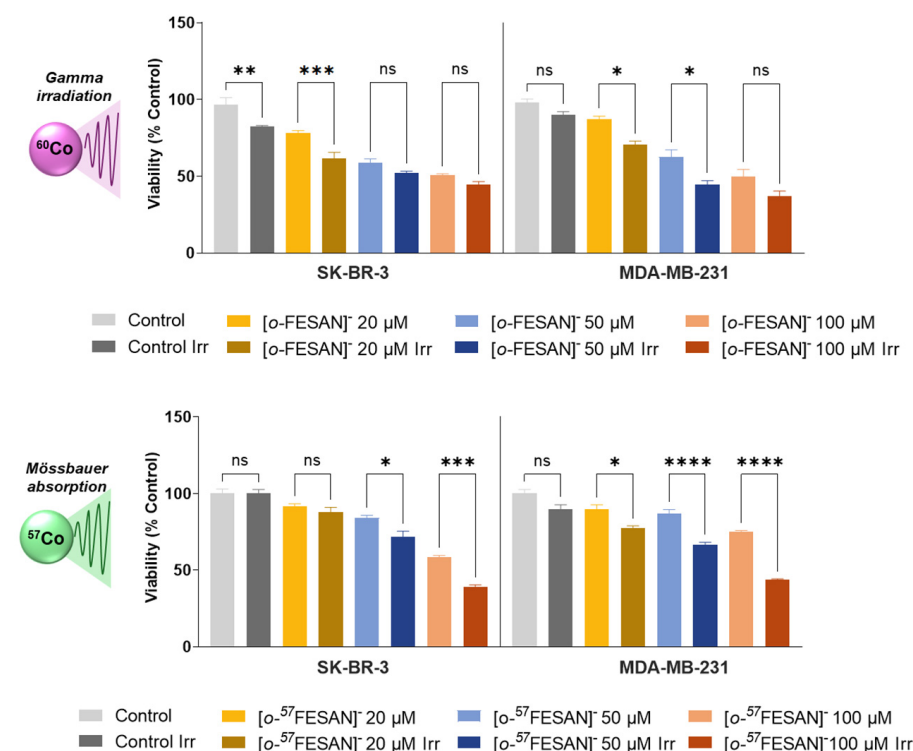 Gamma
irradiation
60Co
Viability (% Control)
150
100
50
0
** *** ns ns ns * * ns
SK-BR-3 MDA-MB-231
Control [o-FESAN]- 20 µM [o-FESAN]- 50 µM [o-FESAN]- 100 µM
Control Irr [o-FESAN]- 20 µM Irr [o-FESAN]- 50 µM Irr [o-FESAN]- 100 µM Irr
Mössbauer
absorption
57Co
Viability (% Control)
150
100
50
0
ns ns * *** ns * **** ****
SK-BR-3 MDA-MB-231
Control [o-57FESAN]- 20 µM [o-57FESAN]- 50 µM [o-57FESAN]- 100 µM
Control Irr [o-57FESAN]- 20 µM Irr [o-57FESAN]- 50 µM Irr [o-57FESAN]- 100 µM Irr